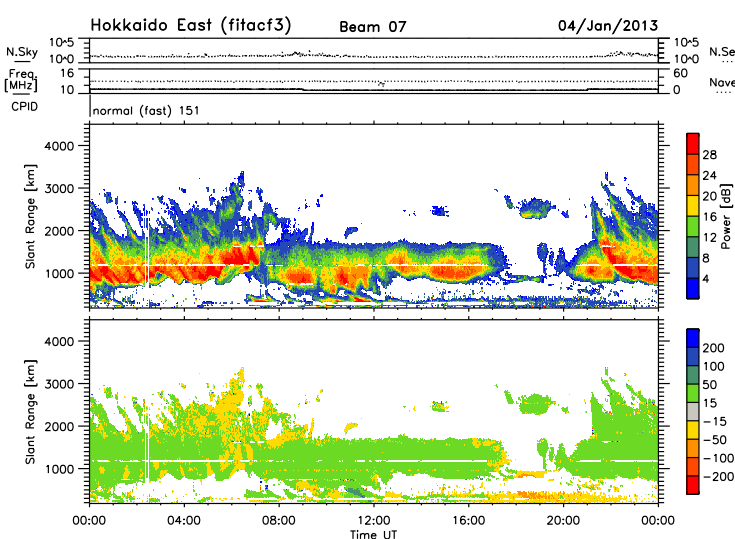 Hokkaido East (fitacf3) Beam 07 04/Jan/2013
N.Sky 10^5 10^0 10^5 10^0 N.Se
Freq. [MHz] 16 10 60 0 Nave
CPID normal (fast) 151
Slant Range [km] 4000 3000 2000 1000
28 24 20 16 12 8 4 Power [dB]
Slant Range [km] 4000 3000 2000 1000
200 100 50 15 -15 -50 -100 -200
00:00 04:00 08:00 12:00 16:00 20:00 00:00
Time UT